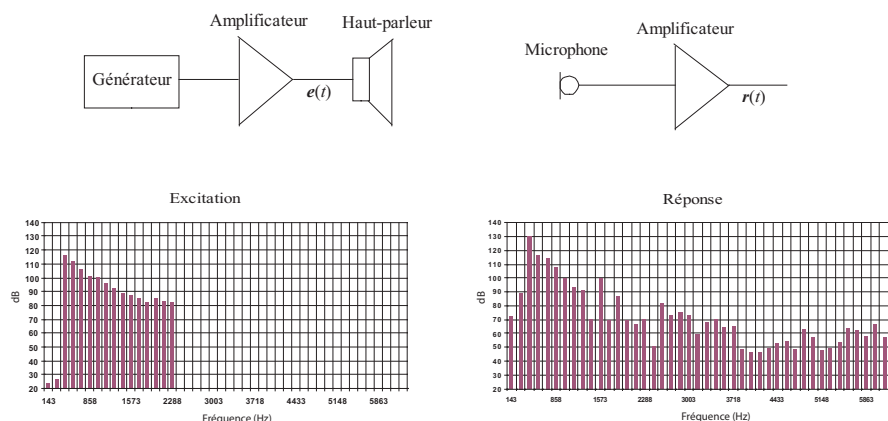 Amplificateur
Haut-parleur
Générateur
e(t)
Amplificateur
Microphone
r(t)
Excitation
140
130
120
110
100
90
80
70
60
50
40
30
20
dB
143 858 1573 2288 3003 3718 4433 5148 5863
Fréquence (Hz)
Réponse
140
130
120
110
100
90
80
70
60
50
40
30
20
dB
143 858 1573 2288 3003 3718 4433 5148 5863
Fréquence (Hz)